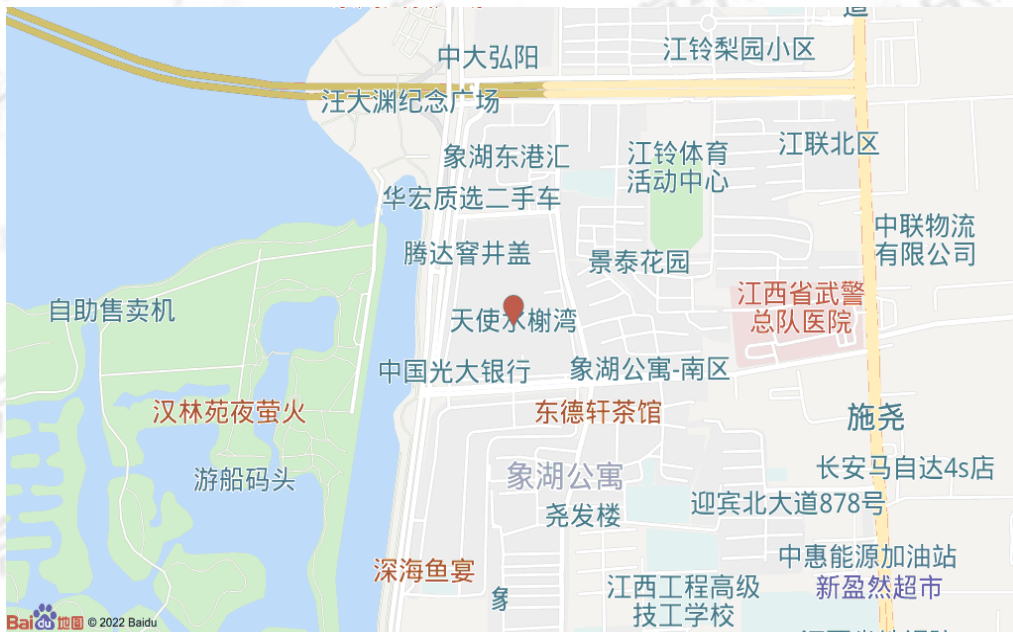 道
中大弘阳
江铃梨园小区
汪大渊纪念广场
江联北区
象湖东港汇
江铃体育
活动中心
华宏质选二手车
中联物流
有限公司
腾达窨井盖
景泰花园
江西省武警
总队医院
自助售卖机
天使水榭湾
中国光大银行
象湖公寓-南区
汉林苑夜萤火
东德轩茶馆
施尧
象湖公寓
长安马自达4s店
游船码头
迎宾北大道878号
尧发楼
中惠能源加油站
深海鱼宴
江西工程高级
技工学校
新盈然超市
象
Bai du 地图 © 2022 Baidu